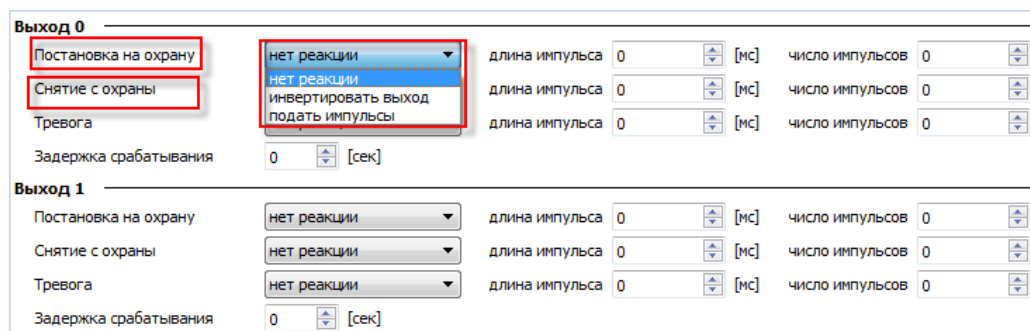 Выход 0
Постановка на охрану нет реакции длина импульса 0 [мс] число импульсов 0
нет реакции
Снятие с охраны инвертировать выход длина импульса 0 [мс] число импульсов 0
подать импульсы
Тревога длина импульса 0 [мс] число импульсов 0
Задержка срабатывания 0 [сек]
Выход 1
Постановка на охрану нет реакции длина импульса 0 [мс] число импульсов 0
Снятие с охраны нет реакции длина импульса 0 [мс] число импульсов 0
Тревога нет реакции длина импульса 0 [мс] число импульсов 0
Задержка срабатывания 0 [сек]